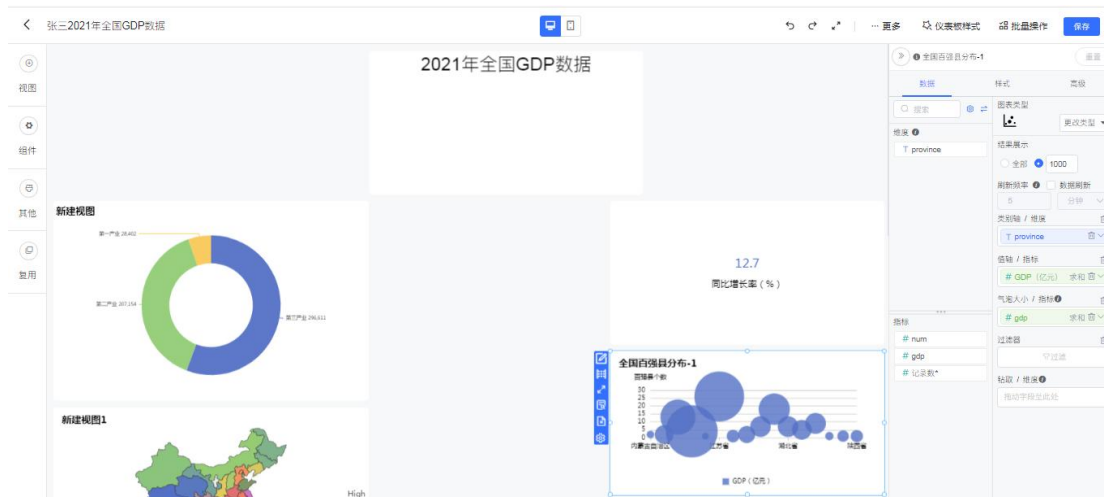 张三2021年全国GDP数据
更多
仪表板样式
批量操作
保存
视图
组件
其他
复用
2021年全国GDP数据
新建视图
第一产业 28,402
第二产业 207,154
第三产业 296,611
12.7
同比增长率(%)
全国百强县分布-1
百强县个数
30
25
20
15
10
5
0
内蒙古自治区
江苏省
湖北省
陕西省
GDP(亿元)
新建视图1
High
全国百强县分布-1
重置
数据
样式
高级
搜索
维度
T province
指标
# num
# gdp
# 记录数*
图表类型
更改类型
结果展示
全部
1000
刷新频率
数据刷新
5
分钟
类别轴 / 维度
T province
值轴 / 指标
# GDP(亿元) 求和
气泡大小 / 指标
# gdp 求和
过滤器
过滤
钻取 / 维度
拖动字段至此处